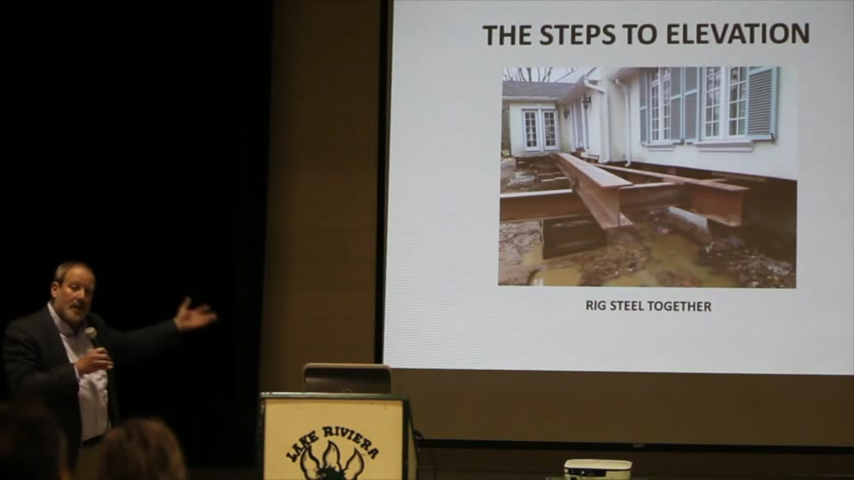 THE STEPS TO ELEVATION
RIG STEEL TOGETHER
LAKE RIVIERA